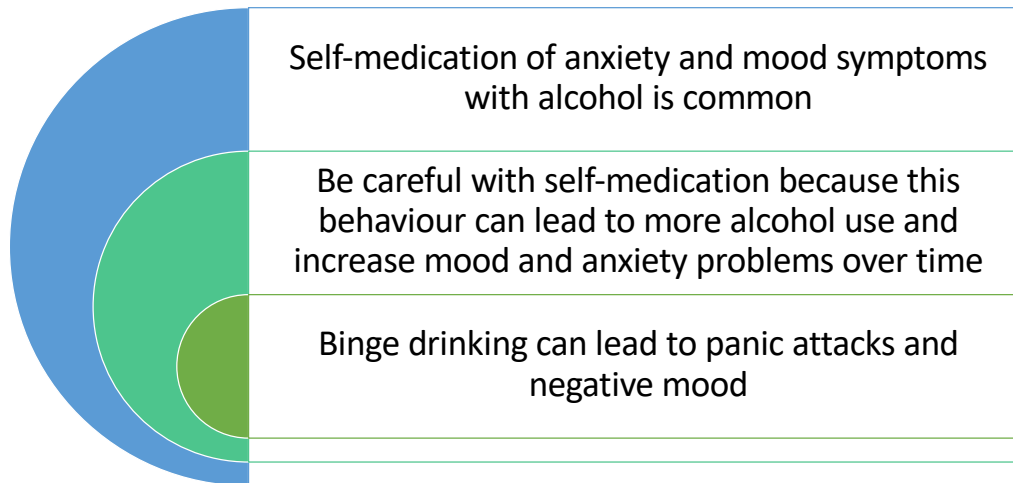 Self-medication of anxiety and mood symptoms
with alcohol is common
Be careful with self-medication because this
behaviour can lead to more alcohol use and
increase mood and anxiety problems over time
Binge drinking can lead to panic attacks and
negative mood